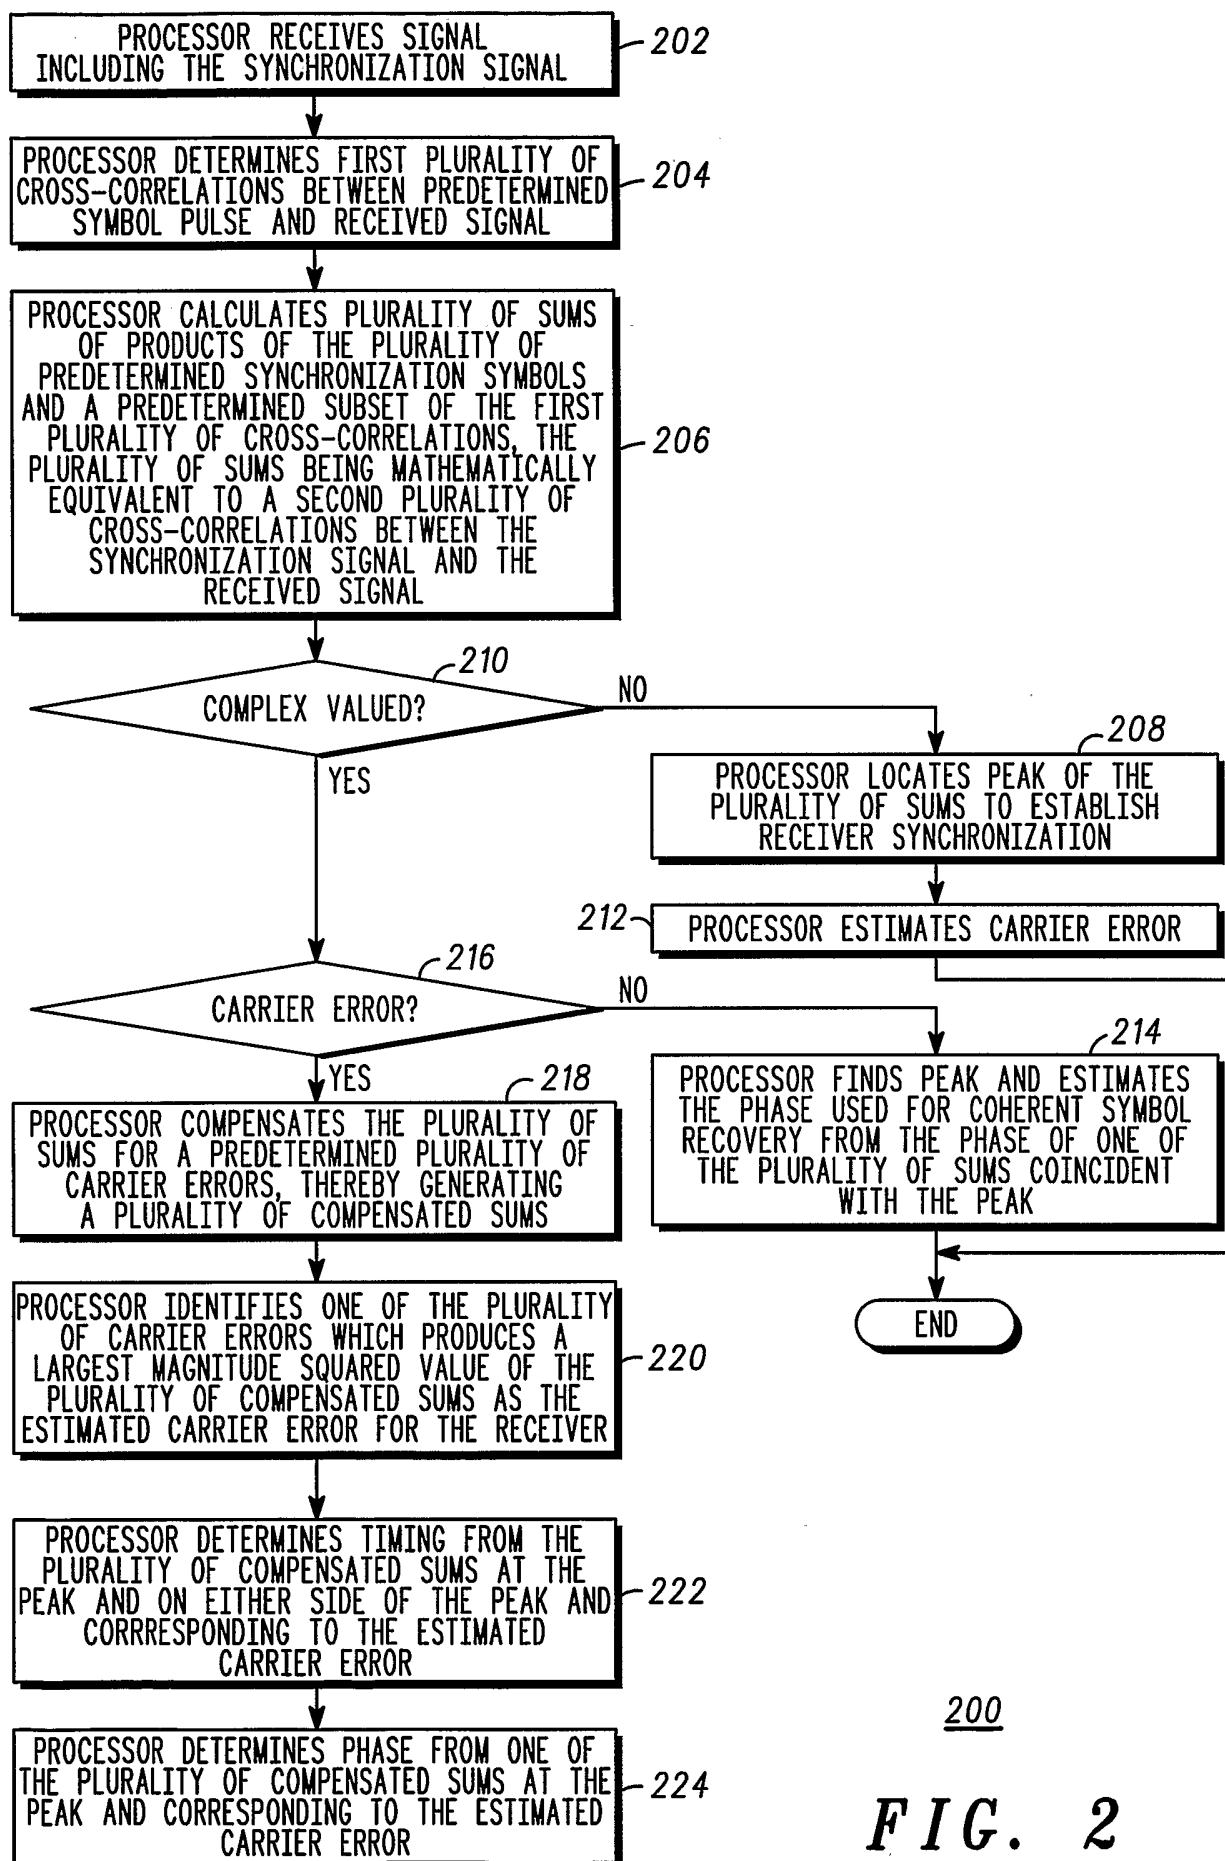 PROCESSOR RECEIVES SIGNAL
INCLUDING THE SYNCHRONIZATION SIGNAL
202
PROCESSOR DETERMINES FIRST PLURALITY OF
CROSS-CORRELATIONS BETWEEN PREDETERMINED
SYMBOL PULSE AND RECEIVED SIGNAL
204
PROCESSOR CALCULATES PLURALITY OF SUMS
OF PRODUCTS OF THE PLURALITY OF
PREDETERMINED SYNCHRONIZATION SYMBOLS
AND A PREDETERMINED SUBSET OF THE FIRST
PLURALITY OF CROSS-CORRELATIONS, THE
PLURALITY OF SUMS BEING MATHEMATICALLY
EQUIVALENT TO A SECOND PLURALITY OF
CROSS-CORRELATIONS BETWEEN THE
SYNCHRONIZATION SIGNAL AND THE
RECEIVED SIGNAL
206
210
COMPLEX VALUED?
NO
YES
208
PROCESSOR LOCATES PEAK OF THE
PLURALITY OF SUMS TO ESTABLISH
RECEIVER SYNCHRONIZATION
212
PROCESSOR ESTIMATES CARRIER ERROR
216
CARRIER ERROR?
NO
YES
214
PROCESSOR FINDS PEAK AND ESTIMATES
THE PHASE USED FOR COHERENT SYMBOL
RECOVERY FROM THE PHASE OF ONE OF
THE PLURALITY OF SUMS COINCIDENT
WITH THE PEAK
END
218
PROCESSOR COMPENSATES THE PLURALITY OF
SUMS FOR A PREDETERMINED PLURALITY OF
CARRIER ERRORS, THEREBY GENERATING
A PLURALITY OF COMPENSATED SUMS
PROCESSOR IDENTIFIES ONE OF THE PLURALITY
OF CARRIER ERRORS WHICH PRODUCES A
LARGEST MAGNITUDE SQUARED VALUE OF THE
PLURALITY OF COMPENSATED SUMS AS THE
ESTIMATED CARRIER ERROR FOR THE RECEIVER
220
PROCESSOR DETERMINES TIMING FROM THE
PLURALITY OF COMPENSATED SUMS AT THE
PEAK AND ON EITHER SIDE OF THE PEAK AND
CORRRESPONDING TO THE ESTIMATED
CARRIER ERROR
222
PROCESSOR DETERMINES PHASE FROM ONE OF
THE PLURALITY OF COMPENSATED SUMS AT THE
PEAK AND CORRESPONDING TO THE ESTIMATED
CARRIER ERROR
224
200
FIG. 2